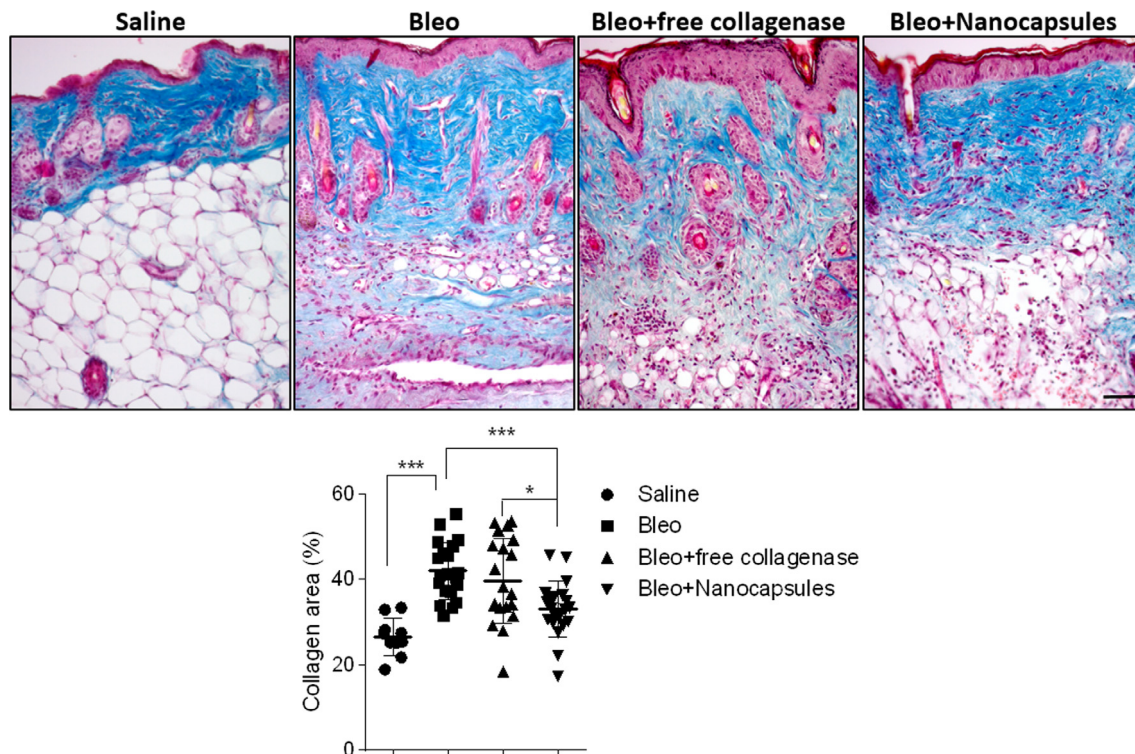 Saline Bleo Bleo+free collagenase Bleo+Nanocapsules
***
***
*
60
40
20
0
Collagen area (%)
Saline
Bleo
Bleo+free collagenase
Bleo+Nanocapsules